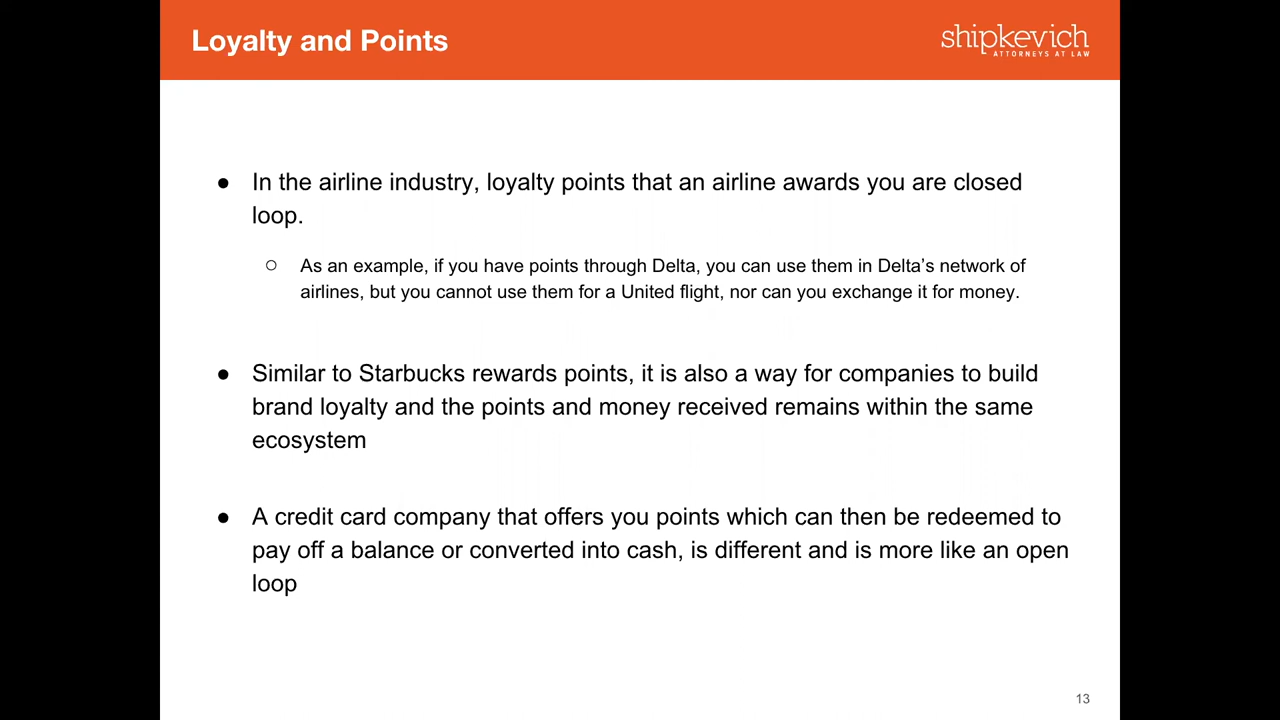 Loyalty and Points
shipkevich
ATTORNEYS AT LAW
● In the airline industry, loyalty points that an airline awards you are closed
loop.
○ As an example, if you have points through Delta, you can use them in Delta’s network of
airlines, but you cannot use them for a United flight, nor can you exchange it for money.
● Similar to Starbucks rewards points, it is also a way for companies to build
brand loyalty and the points and money received remains within the same
ecosystem
● A credit card company that offers you points which can then be redeemed to
pay off a balance or converted into cash, is different and is more like an open
loop
13